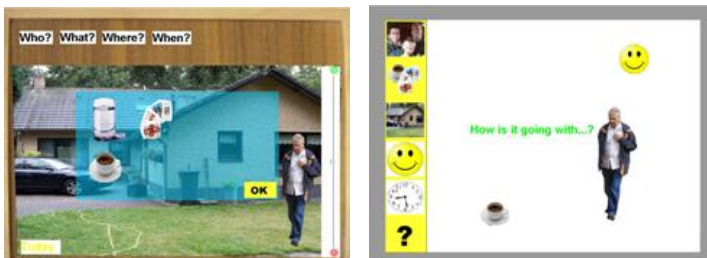 Who? What? Where? When?
OK
Today
How is it going with...?
?